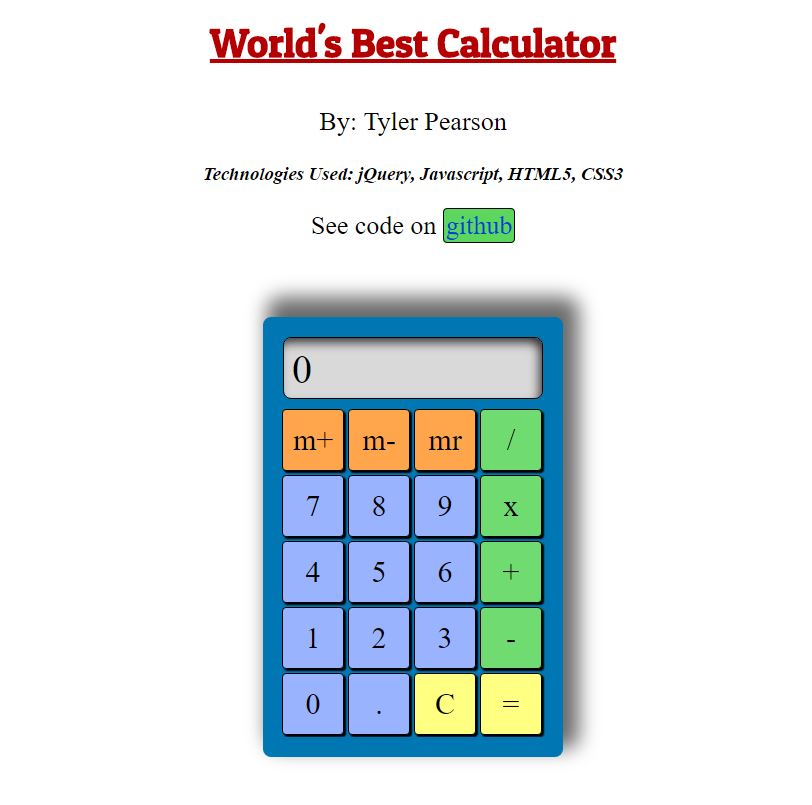 World's Best Calculator
By: Tyler Pearson
Technologies Used: jQuery, Javascript, HTML5, CSS3
See code on github
0
m+ m- mr /
7 8 9 x
4 5 6 +
1 2 3 -
0 . C =